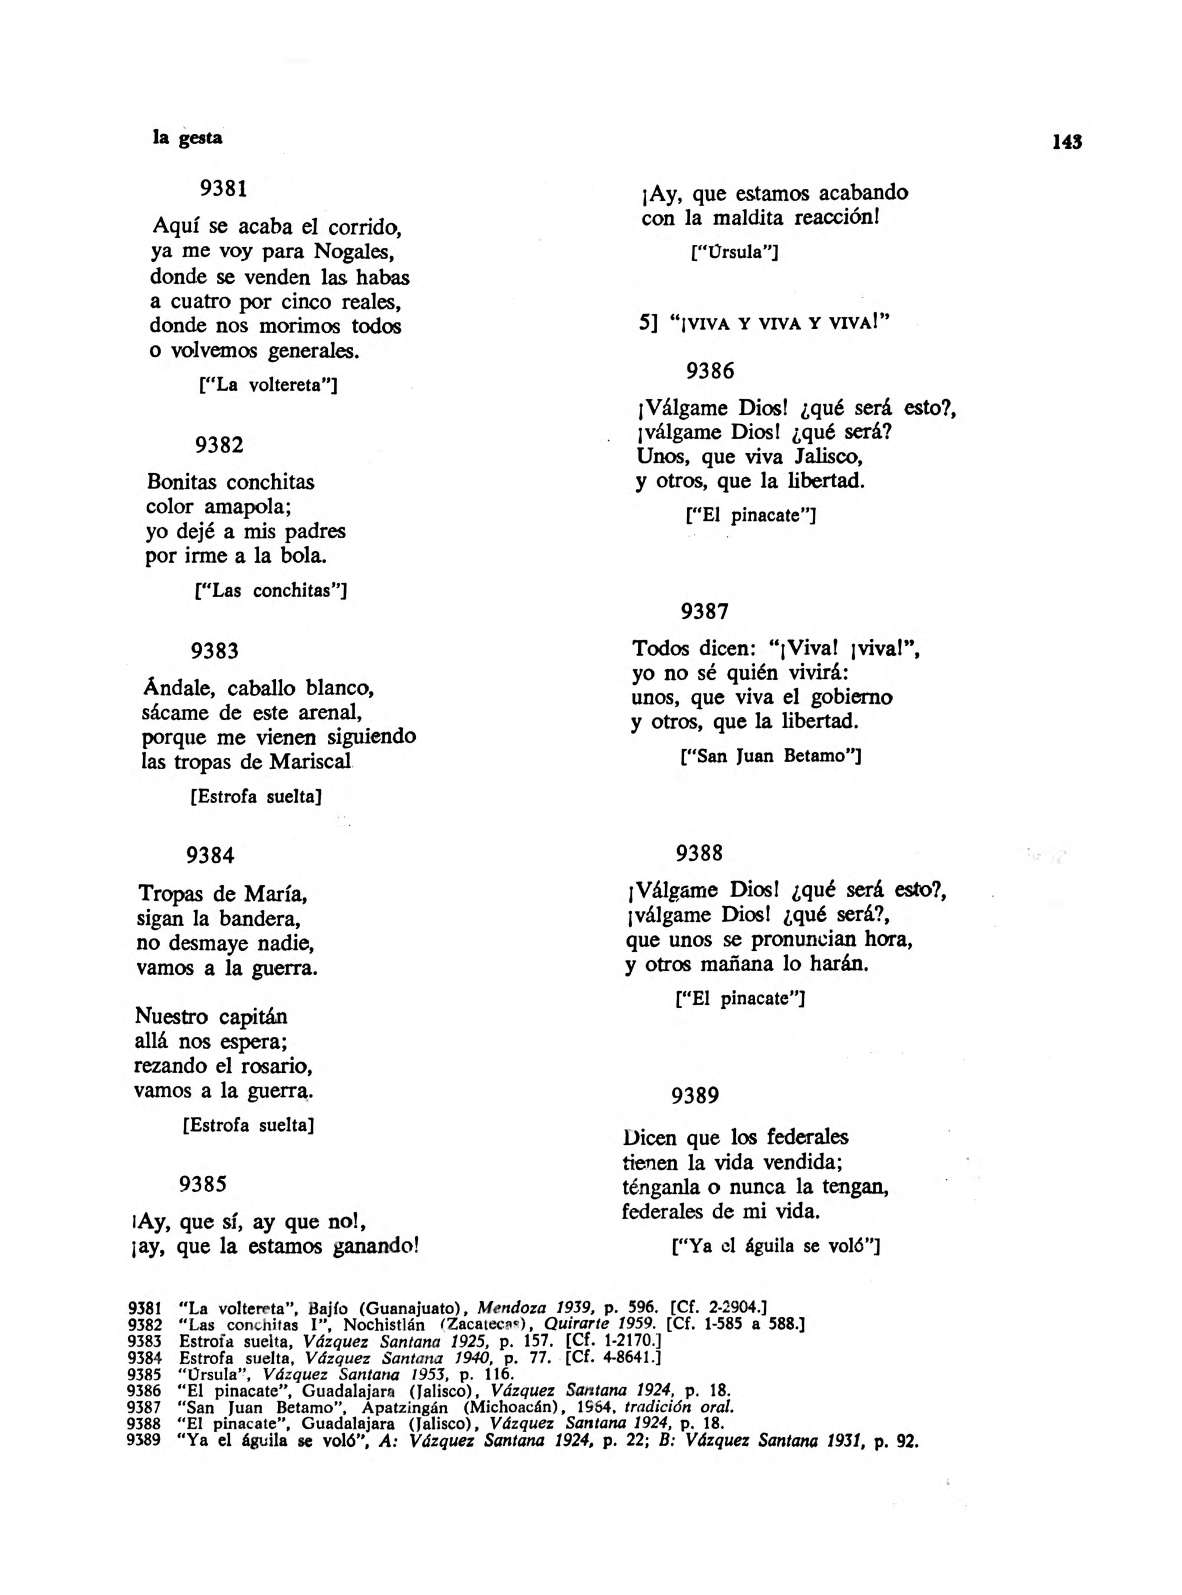 la gesta
143
9381
Aquí se acaba el corrido,
ya me voy para Nogales,
donde se venden las habas
a cuatro por cinco reales,
donde nos morimos todos
o volvemos generales.
["La voltereta"]
9382
Bonitas conchitas
color amapola;
yo dejé a mis padres
por irme a la bola.
["Las conchitas"]
9383
Ándale, caballo blanco,
sácame de este arenal,
porque me vienen siguiendo
las tropas de Mariscal
[Estrofa suelta]
9384
Tropas de María,
sigan la bandera,
no desmaye nadie,
vamos a la guerra.
Nuestro capitán
allá nos espera;
rezando el rosario,
vamos a la guerra.
[Estrofa suelta]
9385
¡Ay, que sí, ay que no!,
¡ay, que la estamos ganando!
¡Ay, que estamos acabando
con la maldita reacción!
["Úrsula"]
5] "¡VIVA Y VIVA Y VIVA!"
9386
¡Válgame Dios! ¿qué será esto?,
¡válgame Dios! ¿qué será?
Unos, que viva Jalisco,
y otros, que la libertad.
["El pinacate"]
9387
Todos dicen: "¡Viva! ¡viva!",
yo no sé quién vivirá:
unos, que viva el gobierno
y otros, que la libertad.
["San Juan Betamo"]
9388
¡Válgame Dios! ¿qué será esto?,
¡válgame Dios! ¿qué será?,
que unos se pronuncian hora,
y otros mañana lo harán.
["El pinacate"]
9389
Dicen que los federales
tienen la vida vendida;
ténganla o nunca la tengan,
federales de mi vida.
["Ya el águila se voló"]
9381 "La voltereta", Bajío (Guanajuato), Mendoza 1939, p. 596. [Cf. 2-2904.]
9382 "Las conchitas I", Nochistlán (Zacatecas), Quirarte 1959. [Cf. 1-585 a 588.]
9383 Estrofa suelta, Vázquez Santana 1925, p. 157. [Cf. 1-2170.]
9384 Estrofa suelta, Vázquez Santana 1940, p. 77. [Cf. 4-8641.]
9385 "Úrsula", Vázquez Santana 1953, p. 116.
9386 "El pinacate", Guadalajara (Jalisco), Vázquez Santana 1924, p. 18.
9387 "San Juan Betamo", Apatzingán (Michoacán), 1964, tradición oral.
9388 "El pinacate", Guadalajara (Jalisco), Vázquez Santana 1924, p. 18.
9389 "Ya el águila se voló", A: Vázquez Santana 1924, p. 22; B: Vázquez Santana 1931, p. 92.